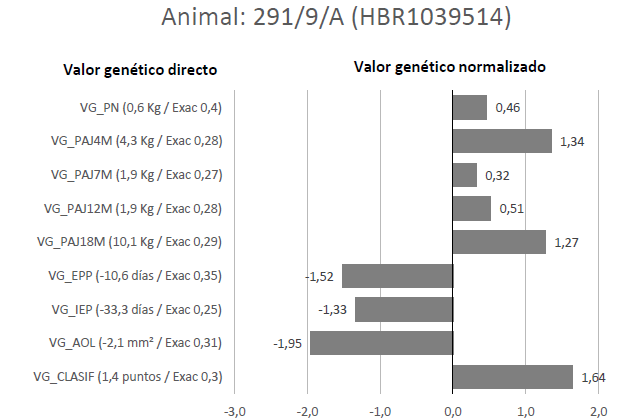 Animal: 291/9/A (HBR1039514)
Valor genético directo Valor genético normalizado
VG_PN (0,6 Kg / Exac 0,4) 0,46
VG_PAJ4M (4,3 Kg / Exac 0,28) 1,34
VG_PAJ7M (1,9 Kg / Exac 0,27) 0,32
VG_PAJ12M (1,9 Kg / Exac 0,28) 0,51
VG_PAJ18M (10,1 Kg / Exac 0,29) 1,27
VG_EPP (-10,6 días / Exac 0,35) -1,52
VG_IEP (-33,3 días / Exac 0,25) -1,33
VG_AOL (-2,1 mm² / Exac 0,31) -1,95
VG_CLASIF (1,4 puntos / Exac 0,3) 1,64
-3,0 -2,0 -1,0 0,0 1,0 2,0